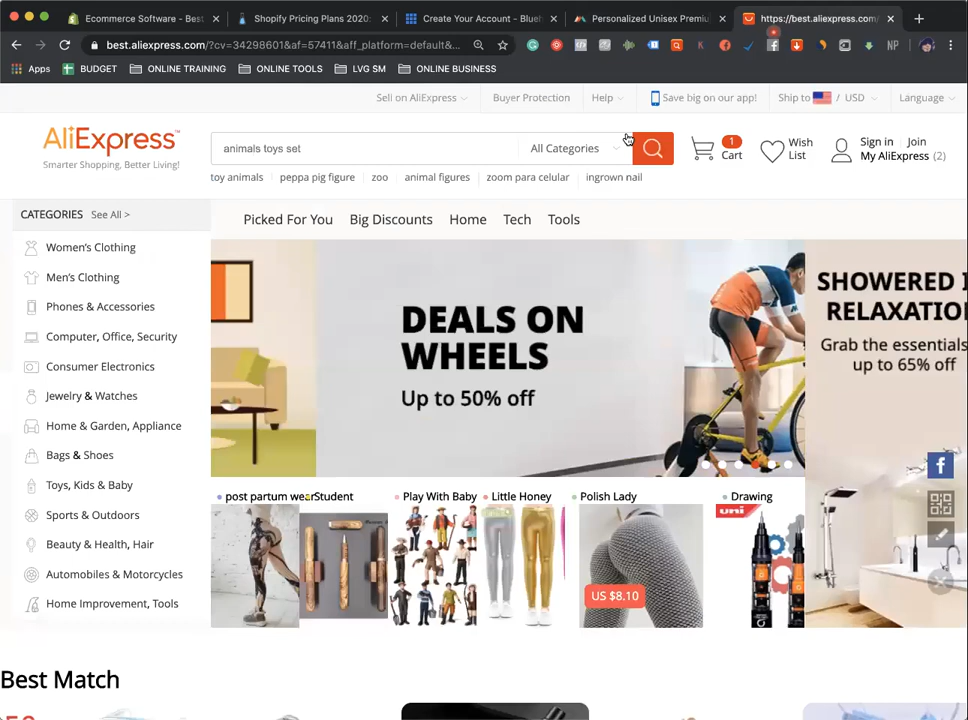 Ecommerce Software - Best
Shopify Pricing Plans 2020:
Create Your Account - Blueh
Personalized Unisex Premiu
https://best.aliexpress.com/
best.aliexpress.com/?cv=34298601&af=57411&aff_platform=default&...
K
NP
Apps
BUDGET
ONLINE TRAINING
ONLINE TOOLS
LVG SM
ONLINE BUSINESS
Sell on AliExpress
Buyer Protection
Help
Save big on our app!
Ship to / USD
Language
AliExpress™
Smarter Shopping, Better Living!
animals toys set
All Categories
1
Cart
Wish
List
Sign in Join
My AliExpress (2)
toy animals
peppa pig figure
zoo
animal figures
zoom para celular
ingrown nail
CATEGORIES See All >
Picked For You
Big Discounts
Home
Tech
Tools
Women's Clothing
Men's Clothing
Phones & Accessories
Computer, Office, Security
Consumer Electronics
Jewelry & Watches
Home & Garden, Appliance
Bags & Shoes
Toys, Kids & Baby
Sports & Outdoors
Beauty & Health, Hair
Automobiles & Motorcycles
Home Improvement, Tools
DEALS ON
WHEELS
Up to 50% off
SHOWERED I
RELAXATIO
Grab the essentials
up to 65% off
post partum wear
Student
Play With Baby
Little Honey
Polish Lady
Drawing
US $8.10
uni
Best Match